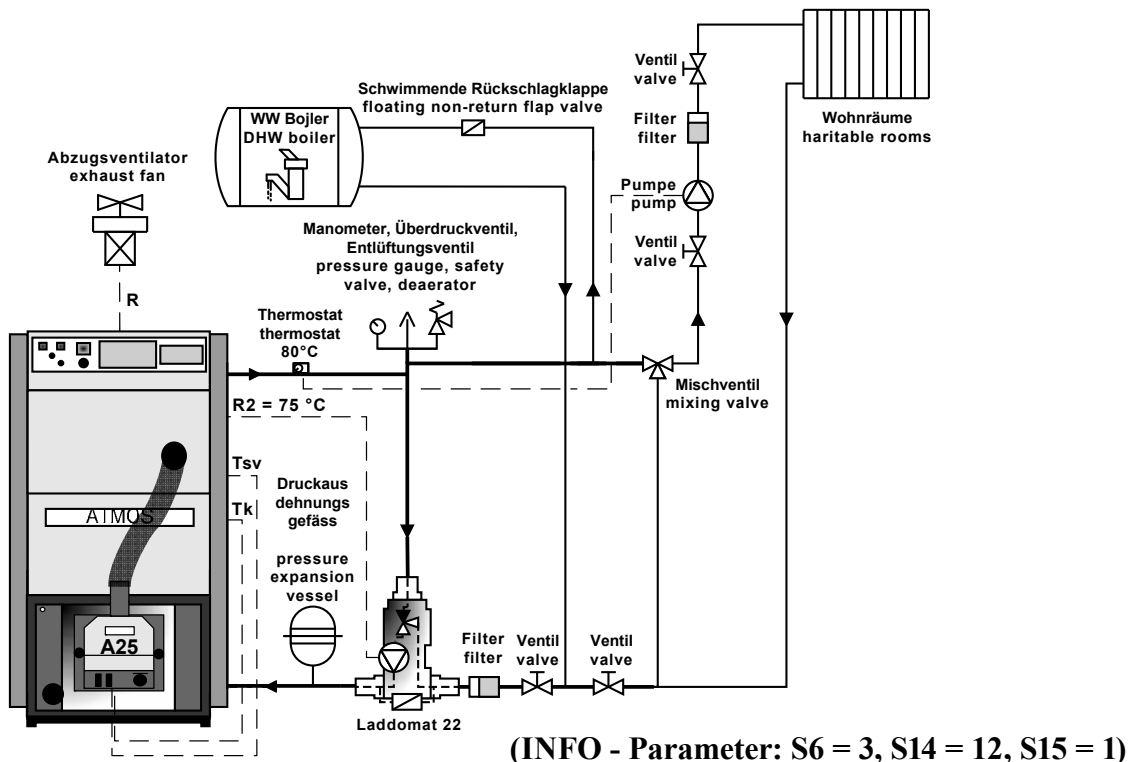 Ventil
valve
Schwimmende Rückschlagklappe
floating non-return flap valve
WW Bojler
DHW boiler
Filter
filter
Wohnräume
haritable rooms
Abzugsventilator
exhaust fan
Pumpe
pump
Manometer, Überdruckventil,
Entlüftungsventil
pressure gauge, safety
valve, deaerator
Ventil
valve
R
Thermostat
thermostat
80°C
Mischventil
mixing valve
R2 = 75 °C
Tsv
Tk
Druckaus
dehnungs
gefäss
ATMOS
pressure
expansion
vessel
A25
Filter
filter
Ventil
valve
Ventil
valve
Laddomat 22
(INFO - Parameter: S6 = 3, S14 = 12, S15 = 1)